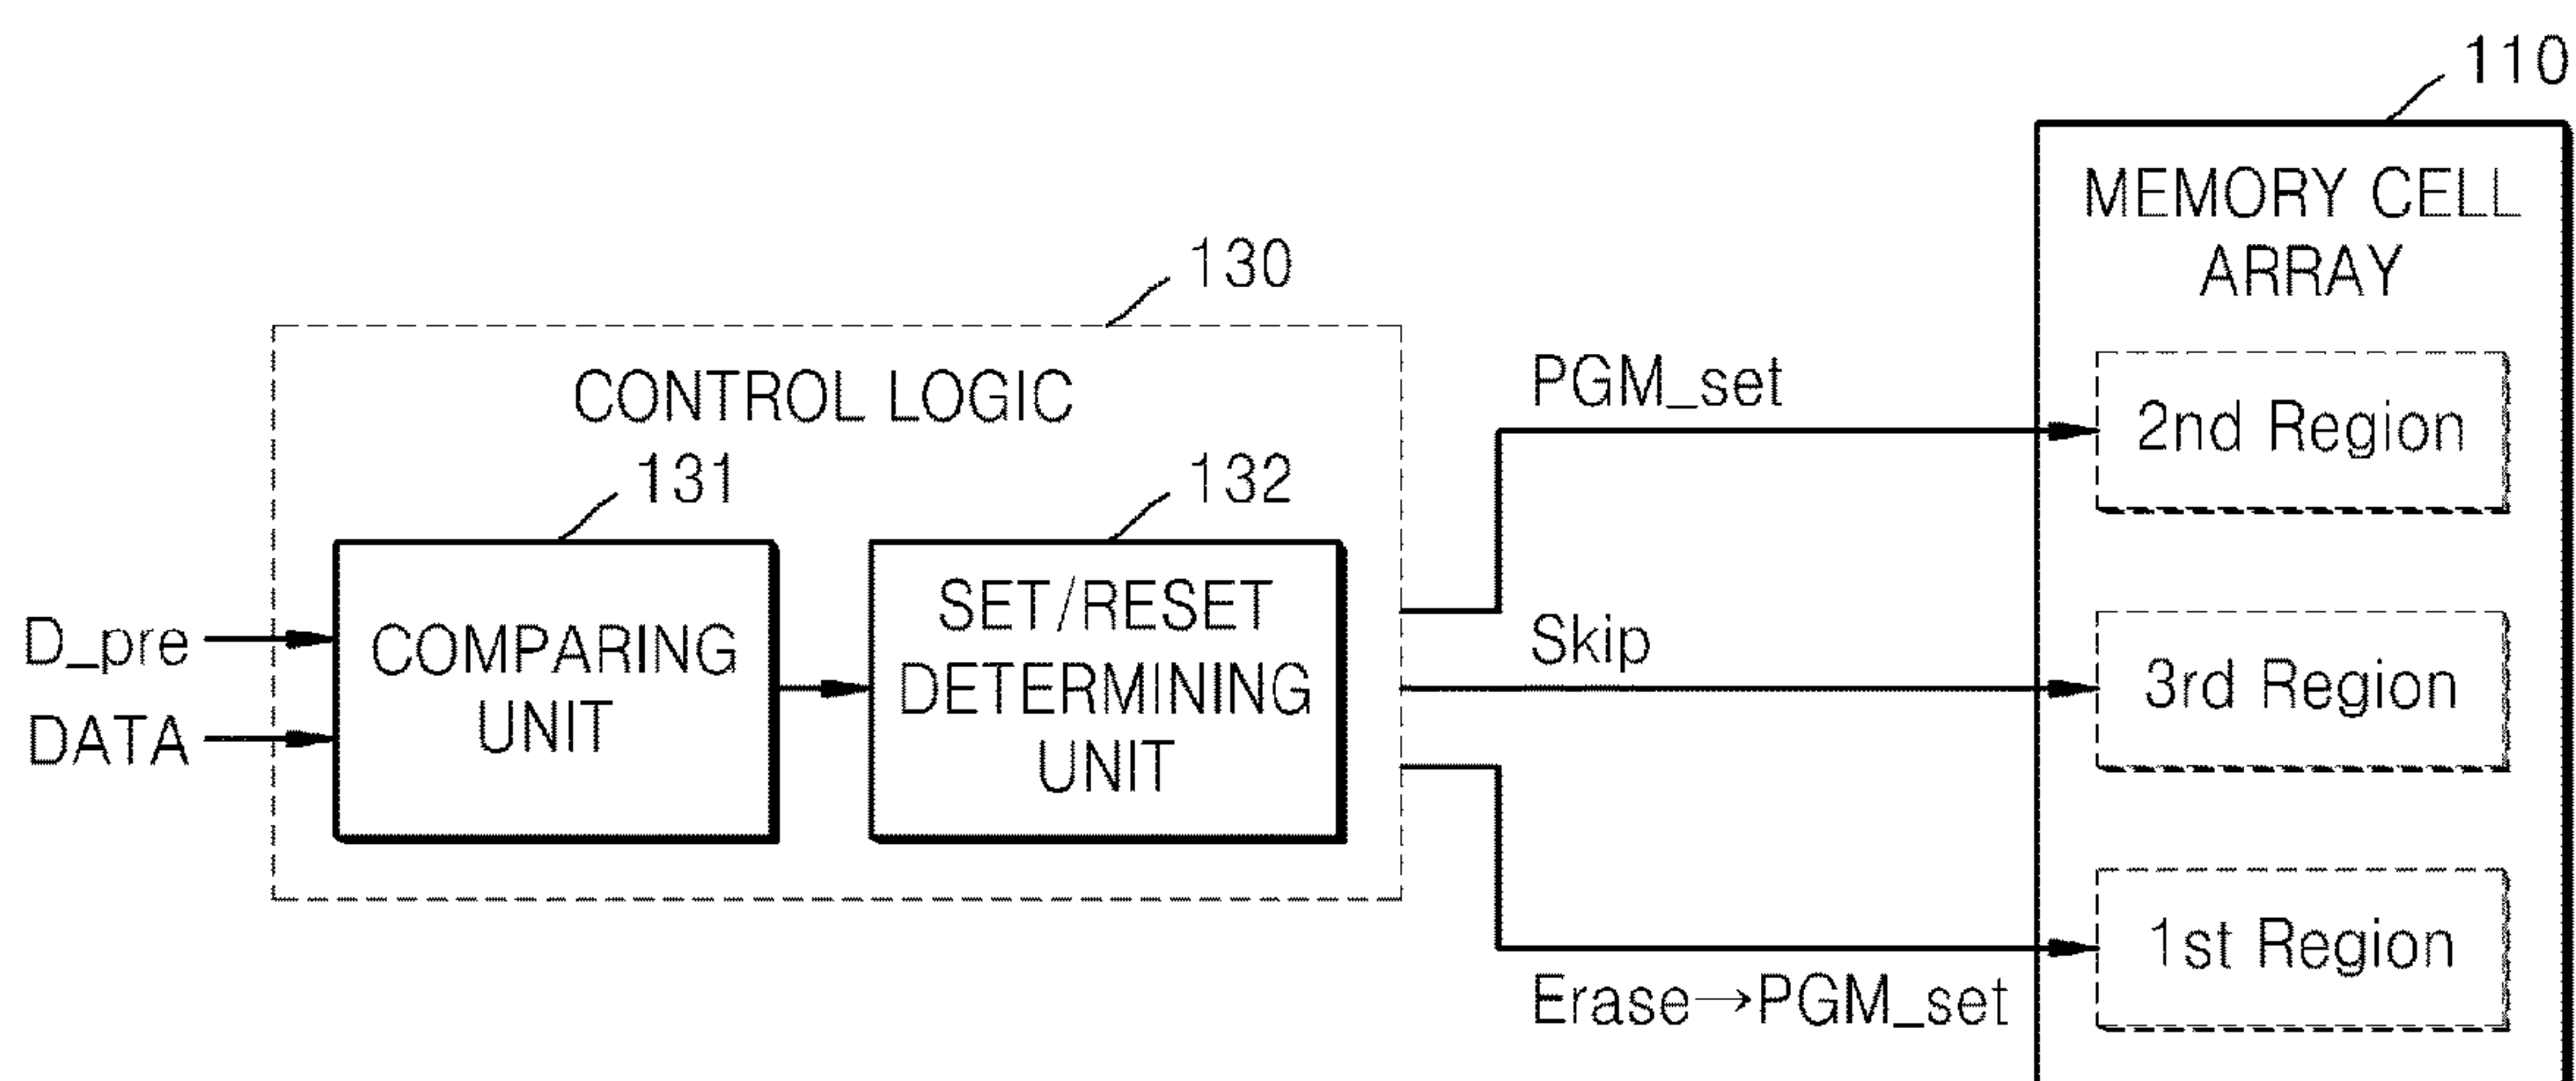 110
MEMORY CELL
ARRAY
130
CONTROL LOGIC
PGM_set
2nd Region
131
132
D_pre
DATA
COMPARING
UNIT
SET/RESET
DETERMINING
UNIT
Skip
3rd Region
1st Region
Erase→PGM_set